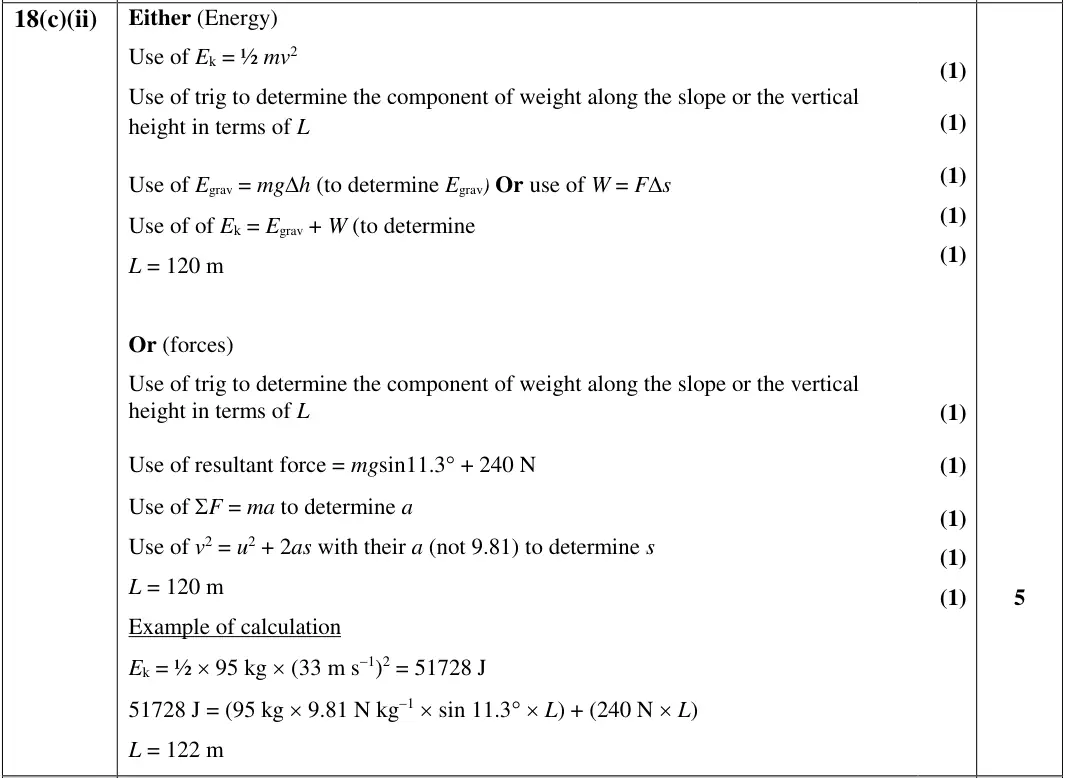 18(c)(ii)
Either (Energy)
Use of Eₖ = ½ mv²
(1)
Use of trig to determine the component of weight along the slope or the vertical
height in terms of L
(1)
Use of E_grav = mgΔh (to determine E_grav) Or use of W = FΔs
(1)
Use of of Eₖ = E_grav + W (to determine
(1)
L = 120 m
(1)
Or (forces)
Use of trig to determine the component of weight along the slope or the vertical
height in terms of L
(1)
Use of resultant force = mgsin11.3° + 240 N
(1)
Use of ΣF = ma to determine a
(1)
Use of v² = u² + 2as with their a (not 9.81) to determine s
(1)
L = 120 m
(1)
5
Example of calculation
Eₖ = ½ × 95 kg × (33 m s⁻¹)² = 51728 J
51728 J = (95 kg × 9.81 N kg⁻¹ × sin 11.3° × L) + (240 N × L)
L = 122 m